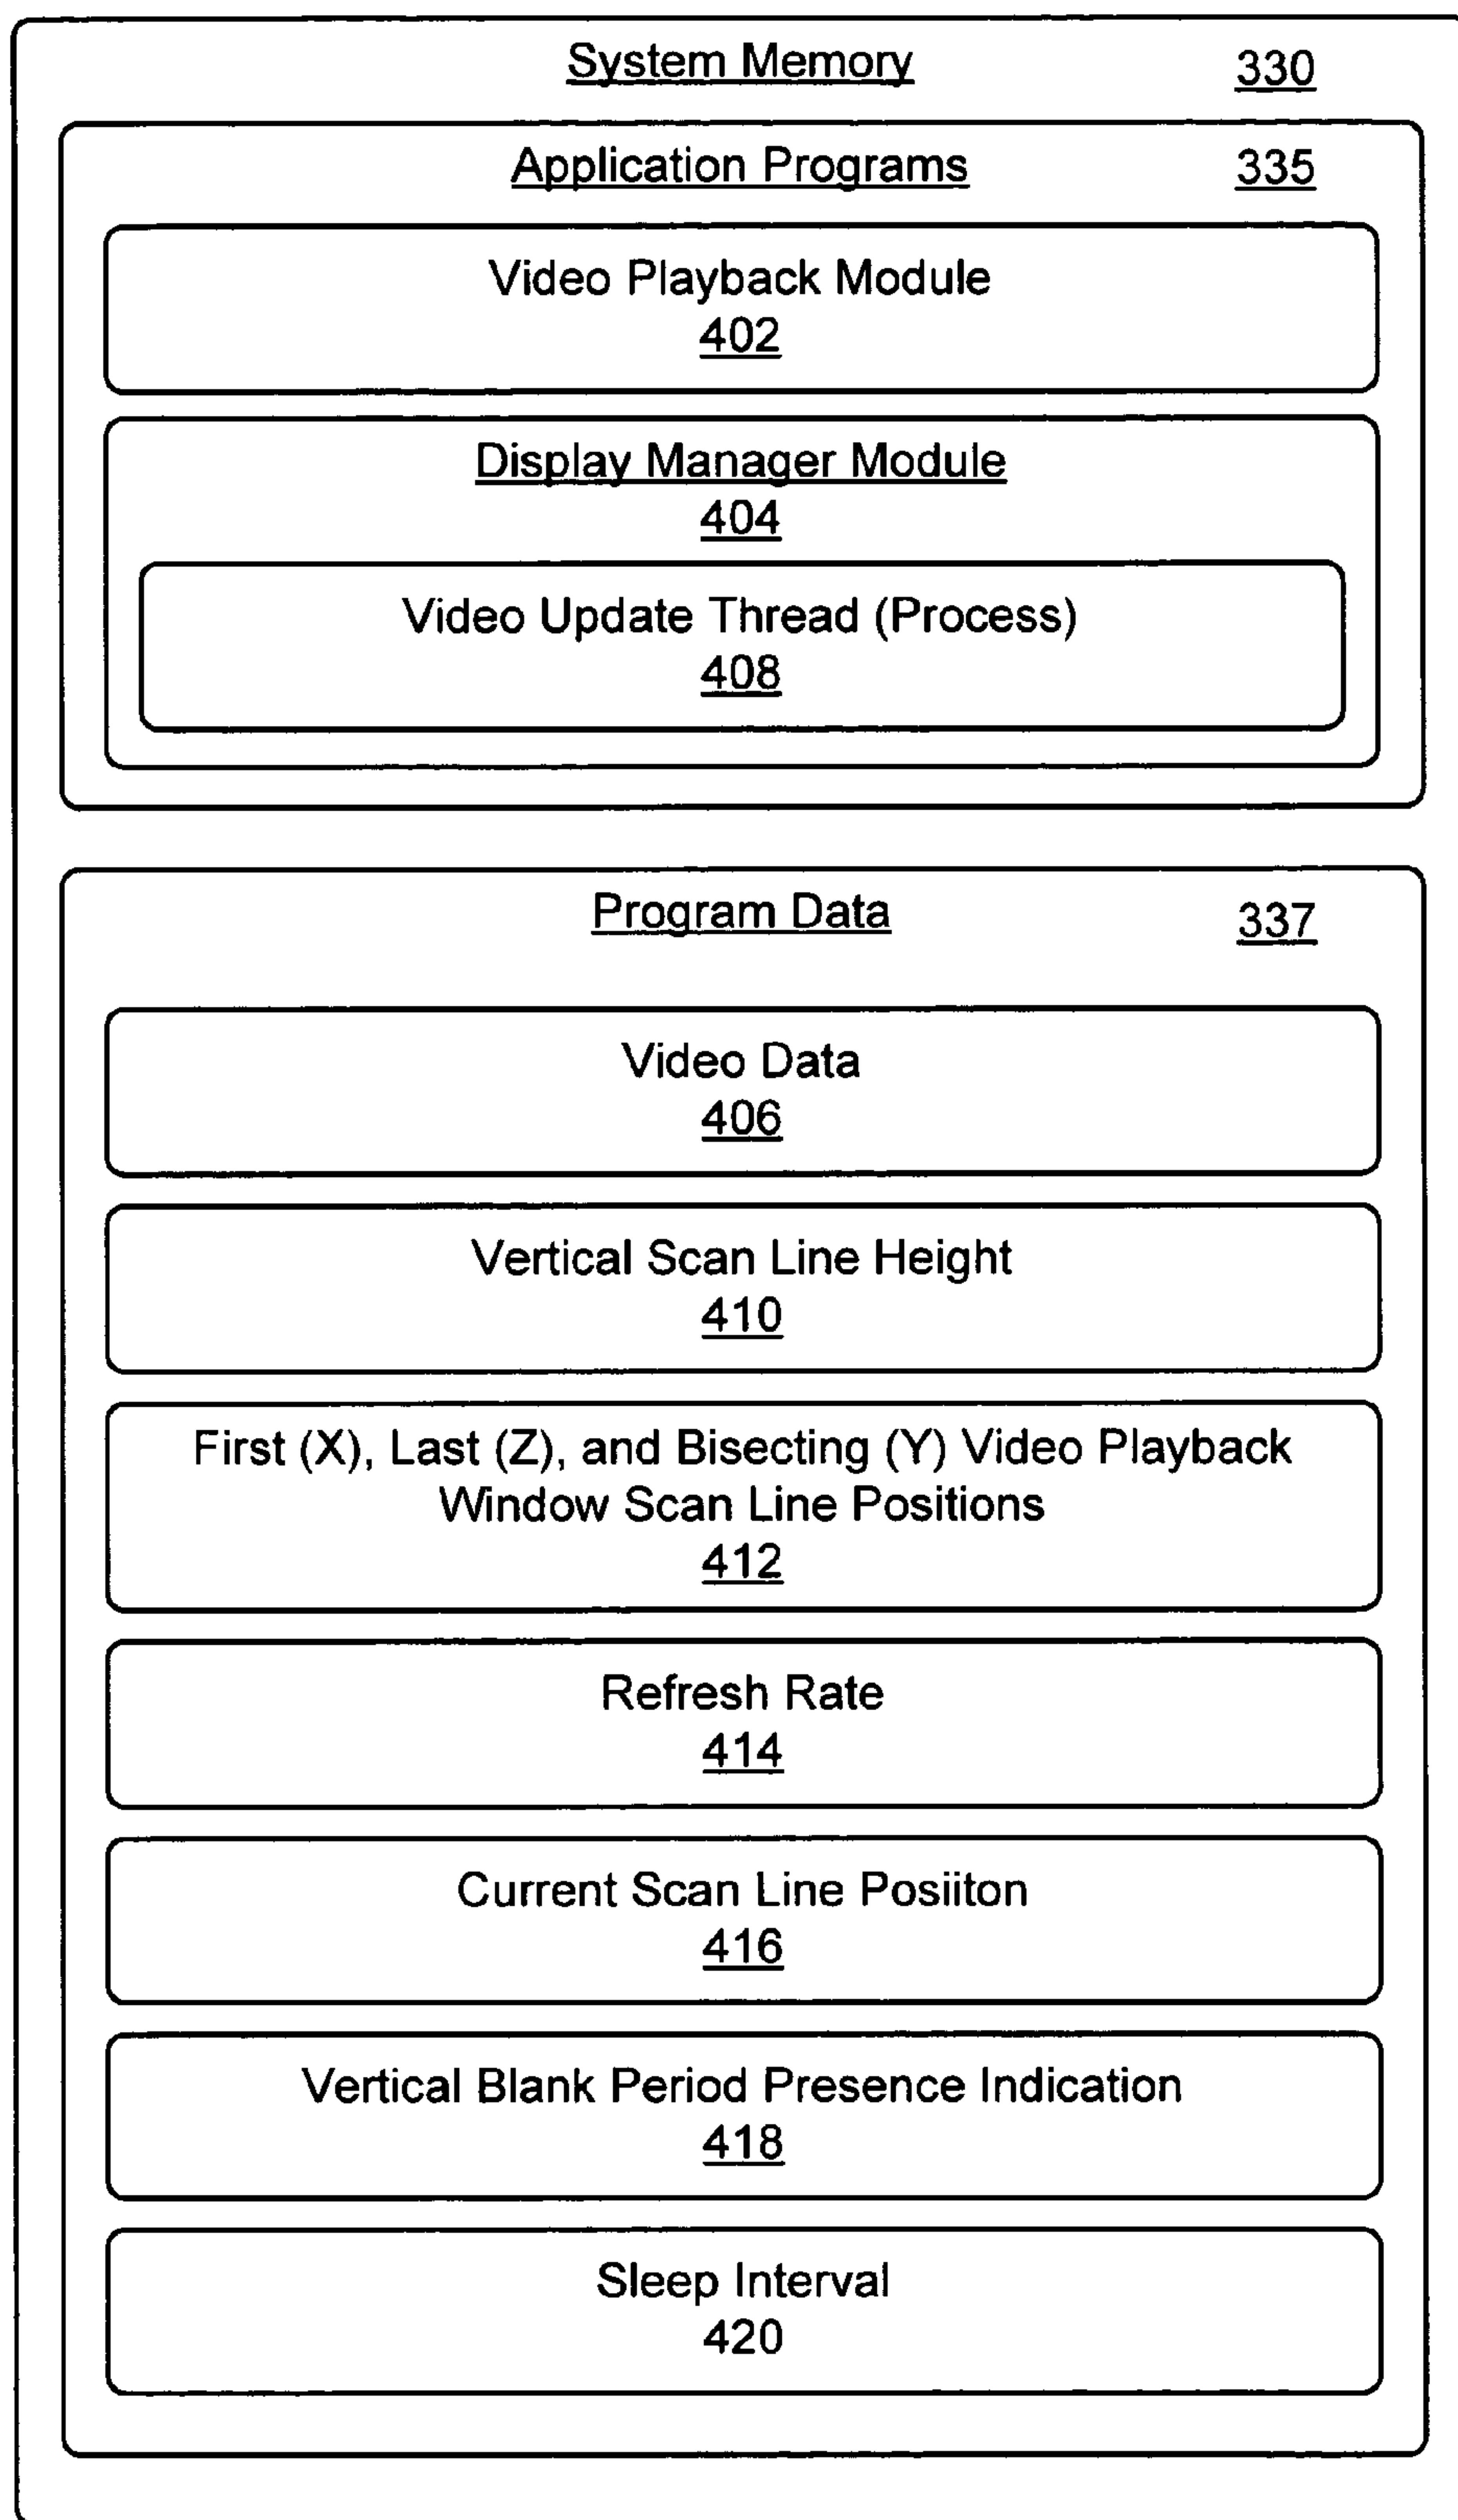 System Memory 330
Application Programs 335
Video Playback Module
402
Display Manager Module
404
Video Update Thread (Process)
408
Program Data 337
Video Data
406
Vertical Scan Line Height
410
First (X), Last (Z), and Bisecting (Y) Video Playback
Window Scan Line Positions
412
Refresh Rate
414
Current Scan Line Posiiton
416
Vertical Blank Period Presence Indication
418
Sleep Interval
420